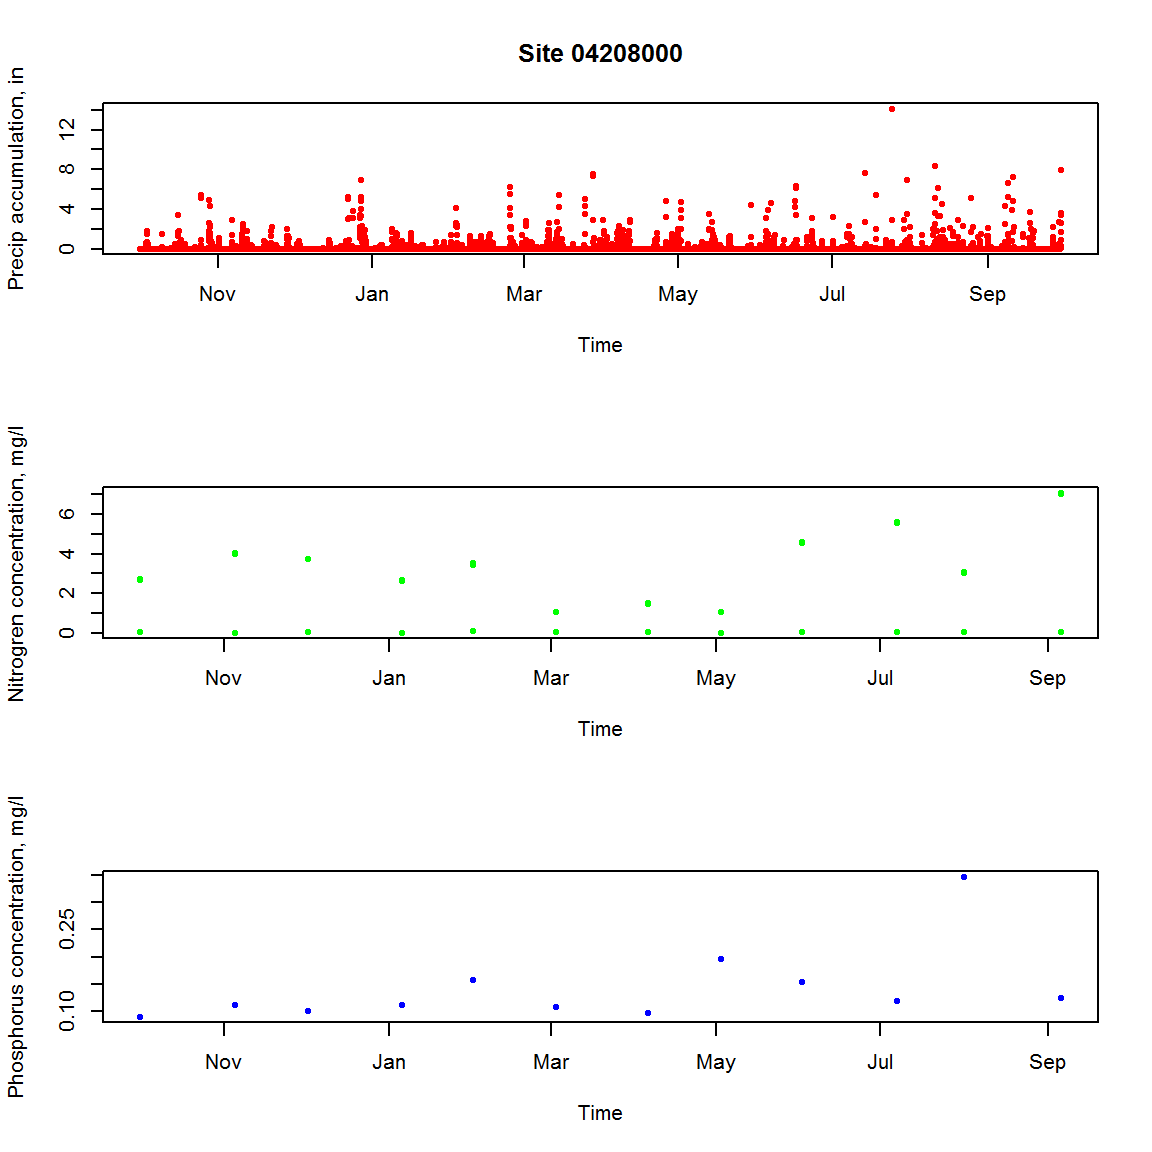 Site 04208000
Precip accumulation, in
12
8
4
0
Nov Jan Mar May Jul Sep
Time
Nitrogren concentration, mg/l
6
4
2
0
Nov Jan Mar May Jul Sep
Time
Phosphorus concentration, mg/l
0.25
0.10
Nov Jan Mar May Jul Sep
Time